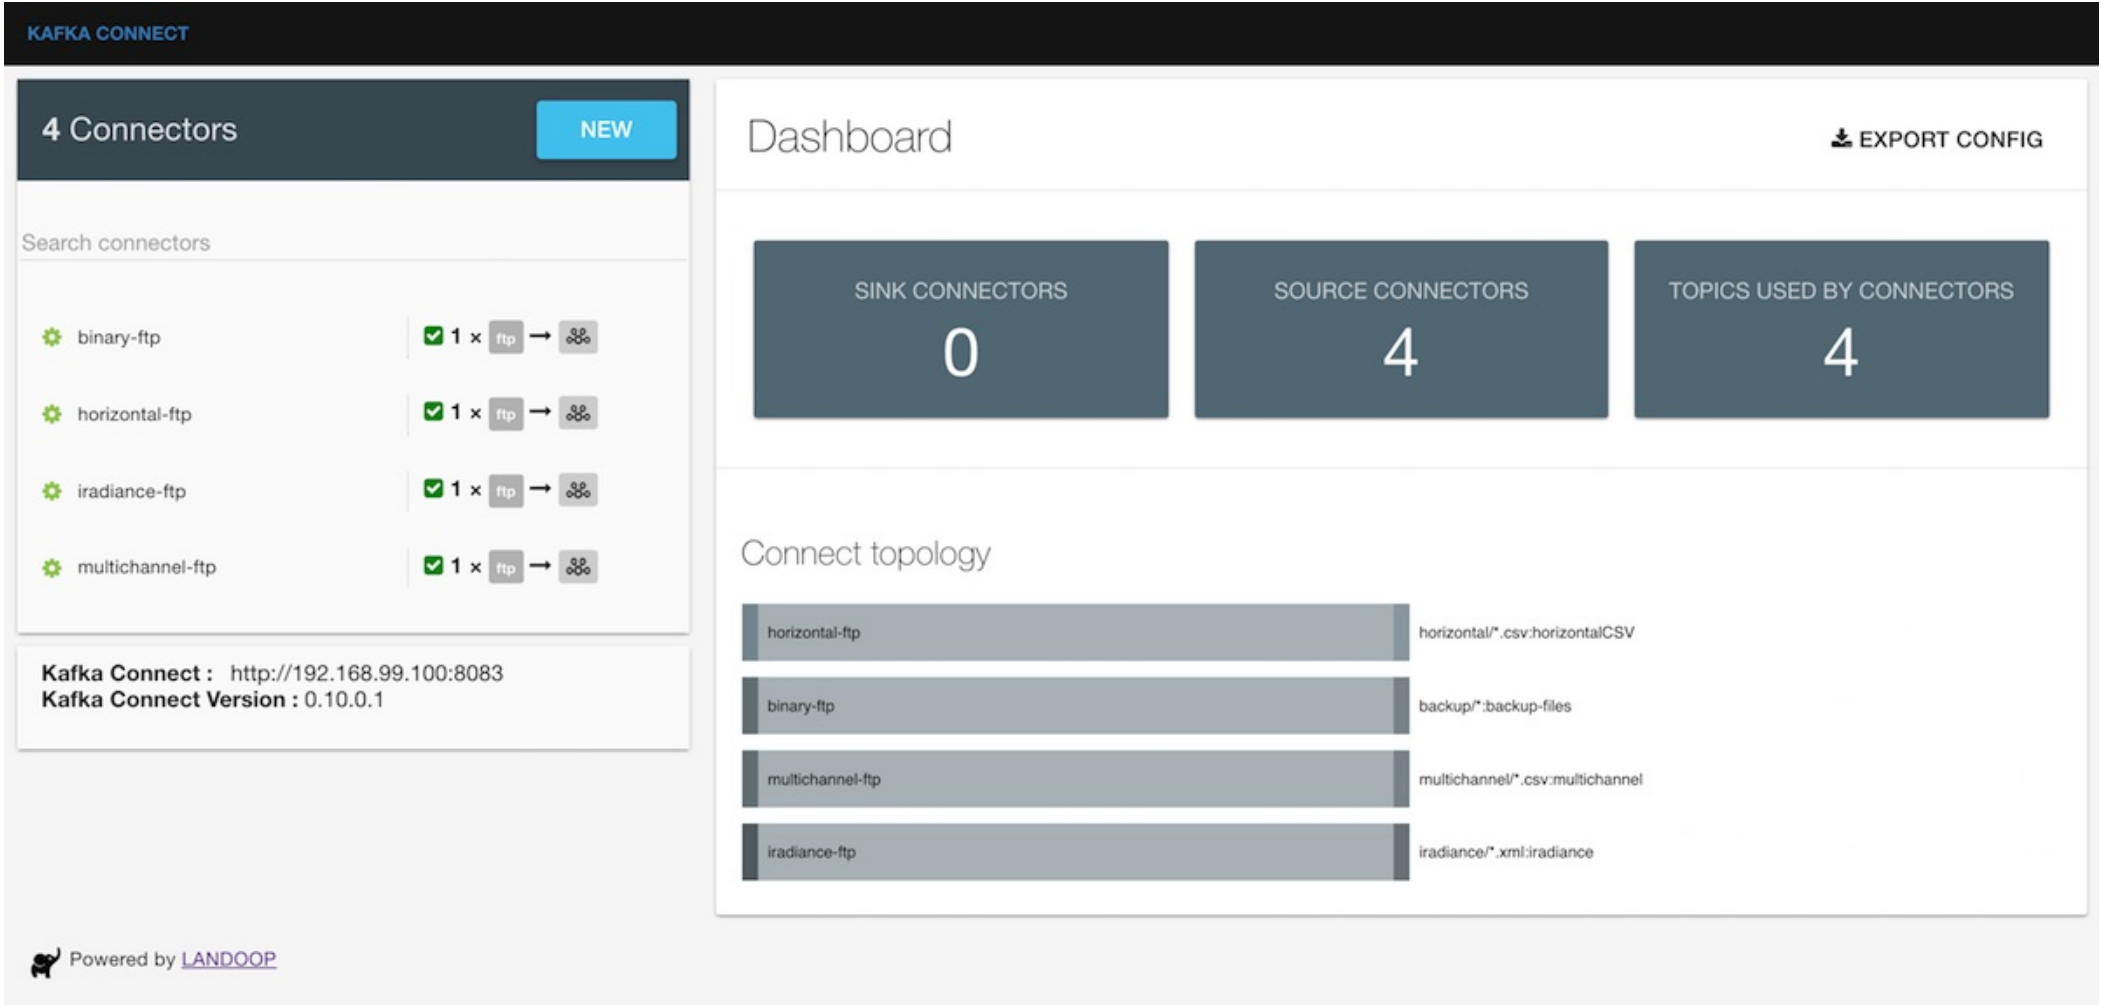 KAFKA CONNECT
4 Connectors
NEW
Search connectors
binary-ftp
1 × ftp →
horizontal-ftp
1 × ftp →
iradiance-ftp
1 × ftp →
multichannel-ftp
1 × ftp →
Kafka Connect : http://192.168.99.100:8083
Kafka Connect Version : 0.10.0.1
Powered by LANDOOP
Dashboard
EXPORT CONFIG
SINK CONNECTORS
0
SOURCE CONNECTORS
4
TOPICS USED BY CONNECTORS
4
Connect topology
horizontal-ftp
horizontal/*.csv:horizontalCSV
binary-ftp
backup/*:backup-files
multichannel-ftp
multichannel/*.csv:multichannel
iradiance-ftp
iradiance/*.xml:iradiance